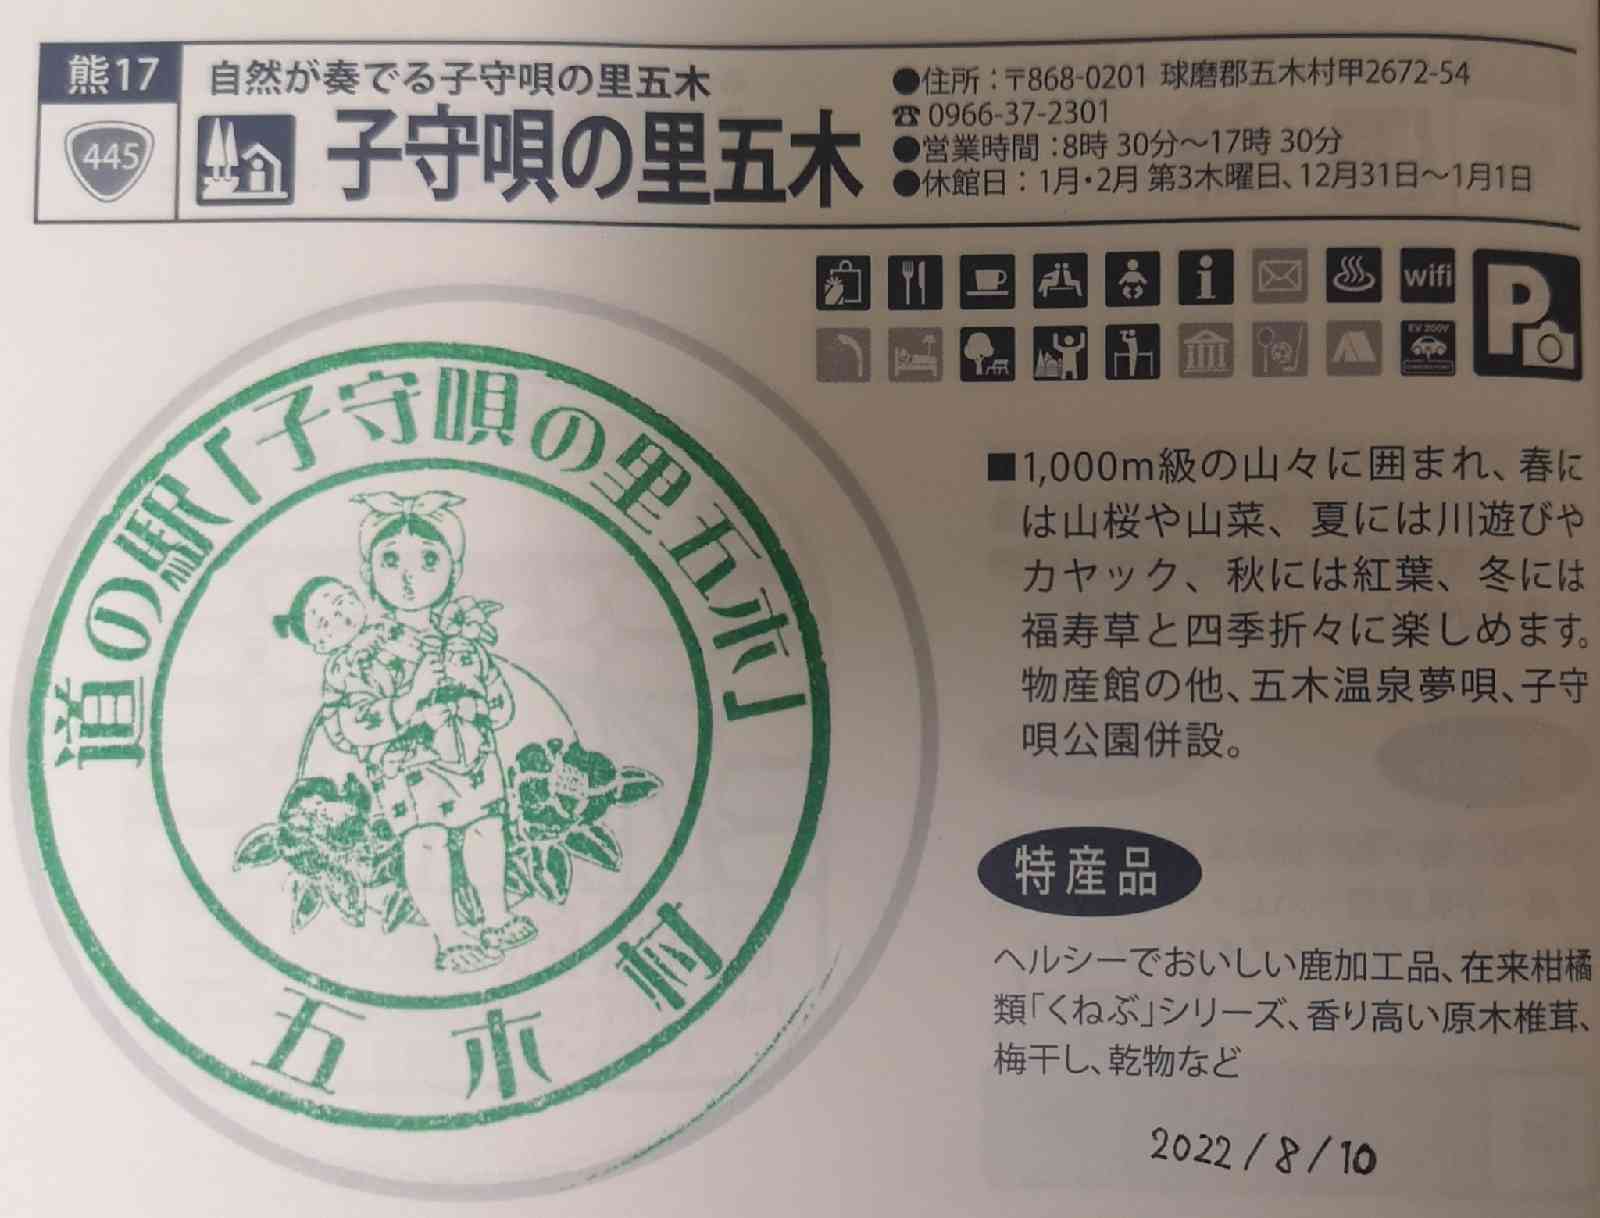 熊17
445
自然が奏でる子守唄の里五木
子守唄の里五木
●住所：〒868-0201 球磨郡五木村甲2672-54
☎ 0966-37-2301
●営業時間：8時 30分～17時 30分
●休館日：1月・2月 第3木曜日、12月31日～1月1日
wifi
P
EV 200V
道の駅「子守唄の里五木」
五木村
■1,000m級の山々に囲まれ、春に
は山桜や山菜、夏には川遊びや
カヤック、秋には紅葉、冬には
福寿草と四季折々に楽しめます。
物産館の他、五木温泉夢唄、子守
唄公園併設。
特産品
ヘルシーでおいしい鹿加工品、在来柑橘
類「くねぶ」シリーズ、香り高い原木椎茸、
梅干し、乾物など
2022/8/10